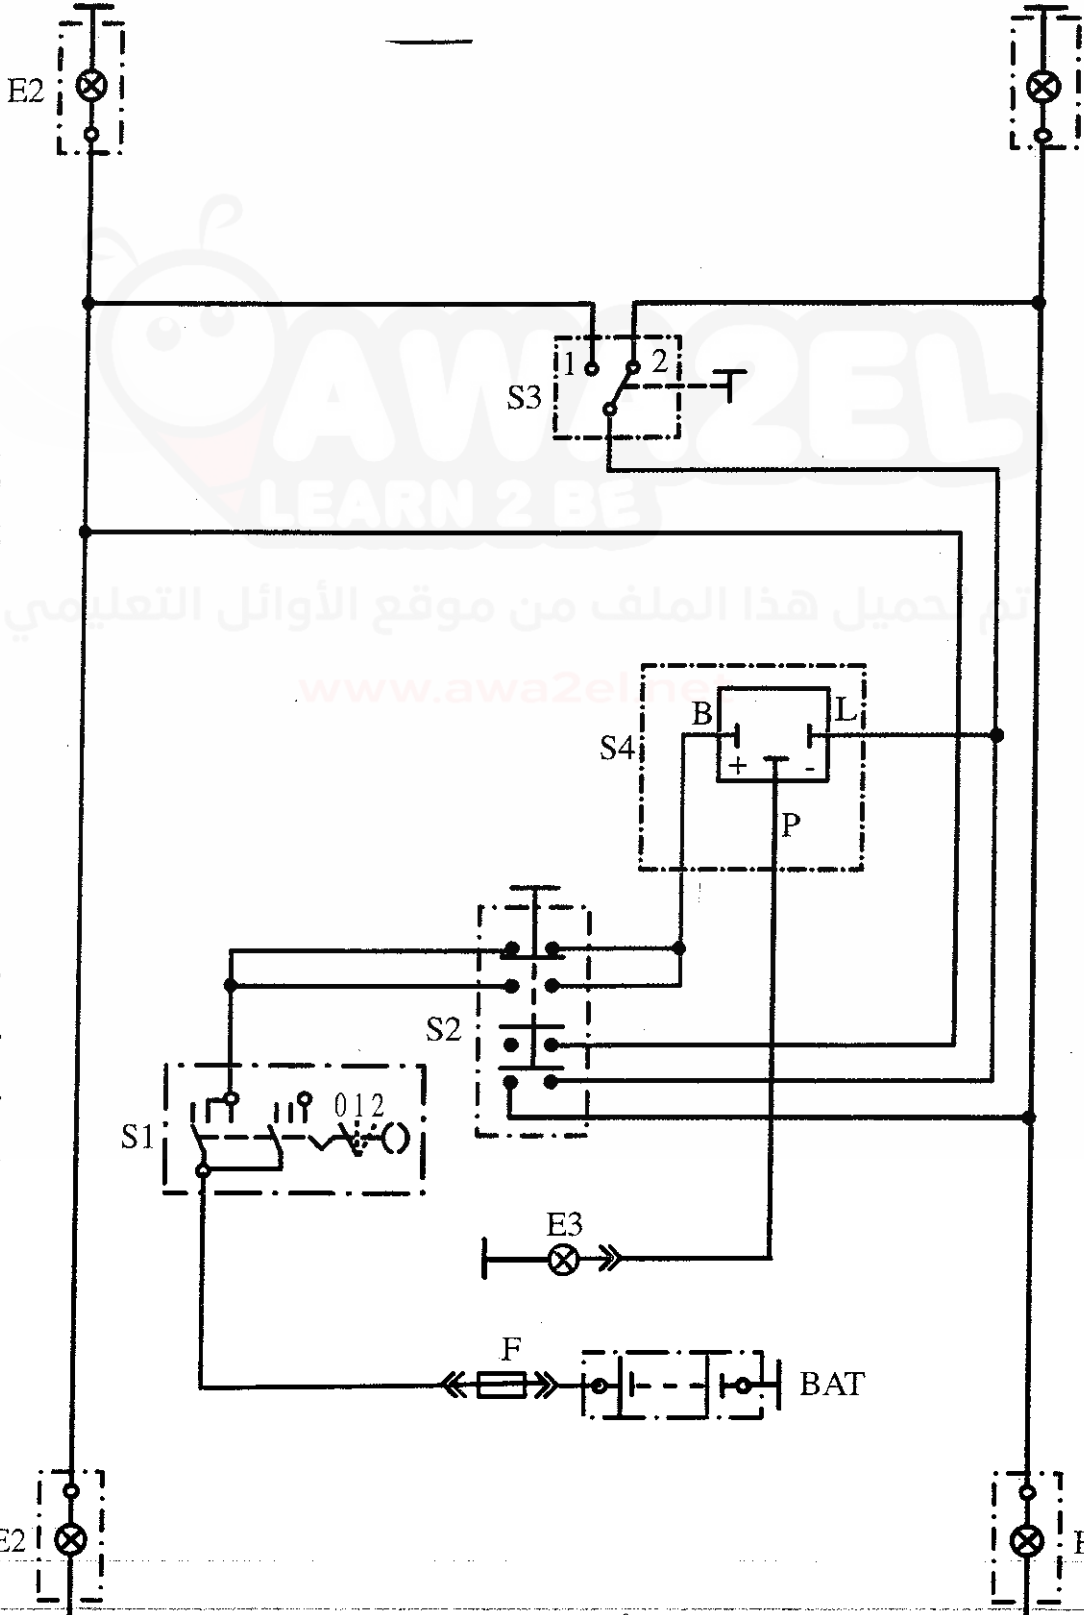 E2
1
2
S3
AWA2EL
LEARN 2 BE
تم تحميل هذا الملف من موقع الأوائل التعليمي
www.awa2el.net
B
L
S4
+
-
P
S2
0 1 2
S1
E3
F
BAT
E2